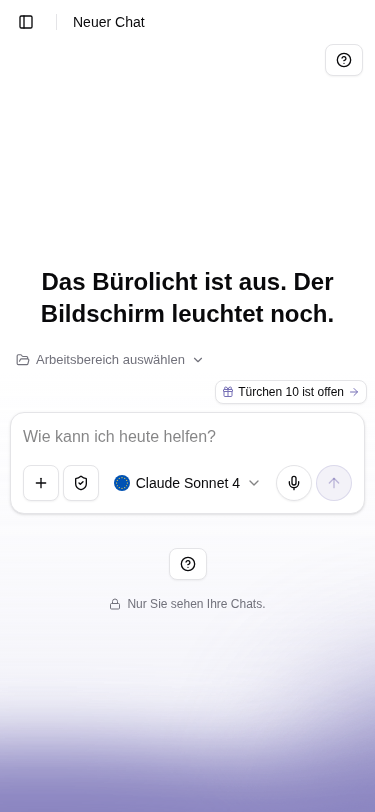 Neuer Chat
Das Bürolicht ist aus. Der
Bildschirm leuchtet noch.
Arbeitsbereich auswählen
Türchen 10 ist offen
Wie kann ich heute helfen?
Claude Sonnet 4
Nur Sie sehen Ihre Chats.